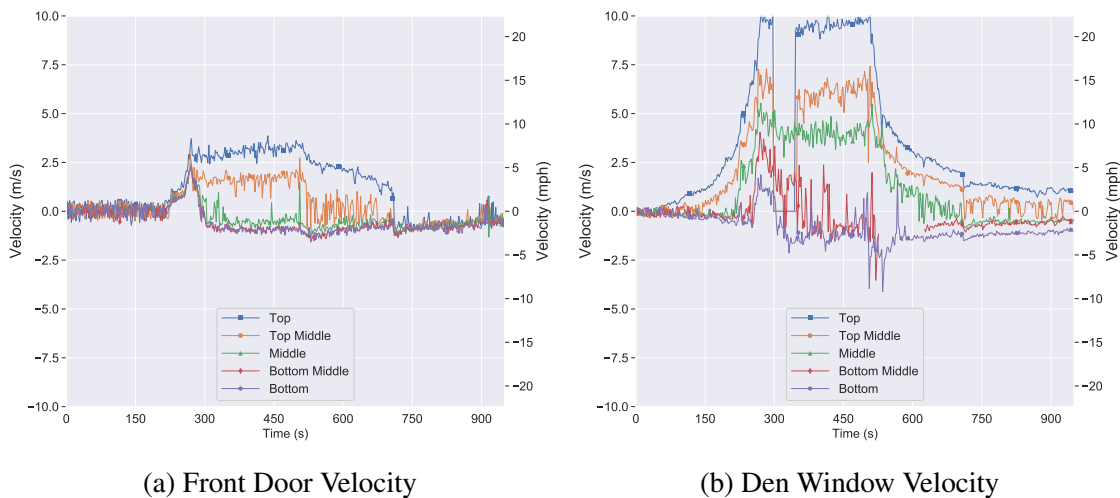 10.0
7.5
5.0
2.5
0.0
−2.5
−5.0
−7.5
−10.0
Velocity (m/s)
20
15
10
5
0
−5
−10
−15
−20
Velocity (mph)
Top
Top Middle
Middle
Bottom Middle
Bottom
0 150 300 450 600 750 900
Time (s)
(a) Front Door Velocity
10.0
7.5
5.0
2.5
0.0
−2.5
−5.0
−7.5
−10.0
Velocity (m/s)
20
15
10
5
0
−5
−10
−15
−20
Velocity (mph)
Top
Top Middle
Middle
Bottom Middle
Bottom
0 150 300 450 600 750 900
Time (s)
(b) Den Window Velocity